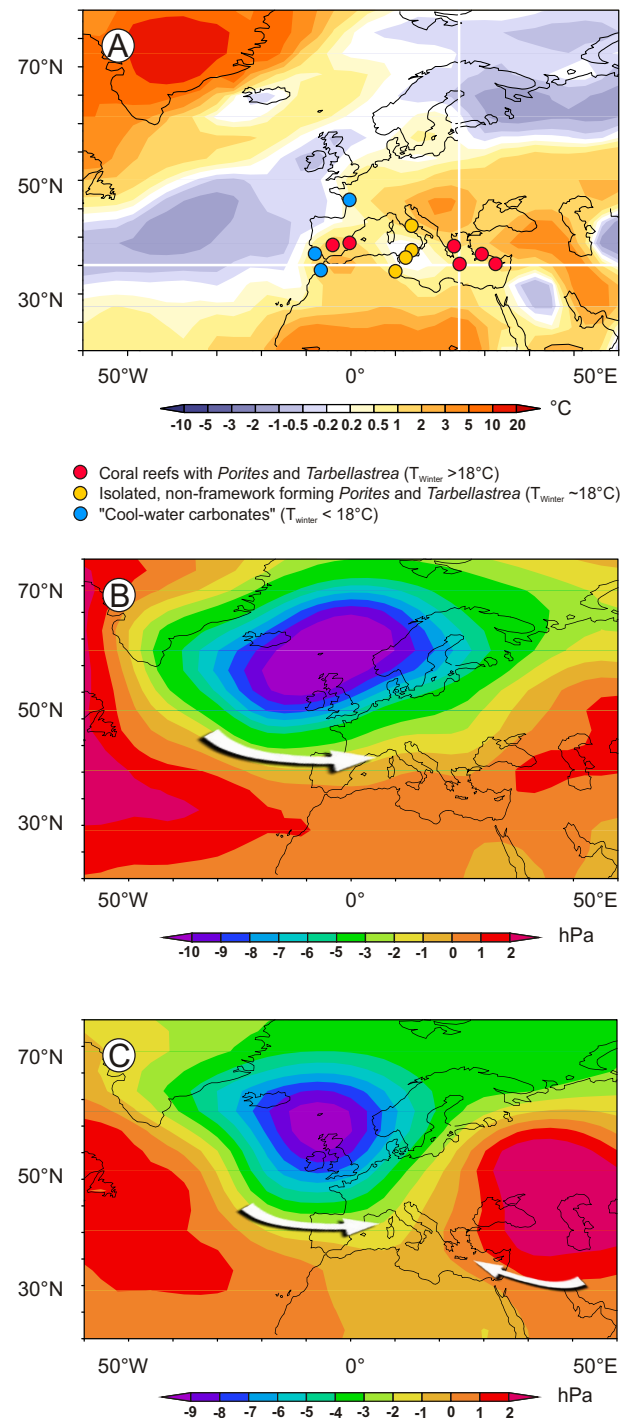 A
70°N
50°N
30°N
50°W 0° 50°E
-10 -5 -3 -2 -1 -0.5 -0.2 0.2 0.5 1 2 3 5 10 20 °C
Coral reefs with Porites and Tarbellastrea (TWinter >18°C)
Isolated, non-framework forming Porites and Tarbellastrea (TWinter ~18°C)
"Cool-water carbonates" (Twinter < 18°C)
B
70°N
50°N
30°N
50°W 0° 50°E
-10 -9 -8 -7 -6 -5 -4 -3 -2 -1 0 1 2 hPa
C
70°N
50°N
30°N
50°W 0° 50°E
-9 -8 -7 -6 -5 -4 -3 -2 -1 0 1 2 hPa